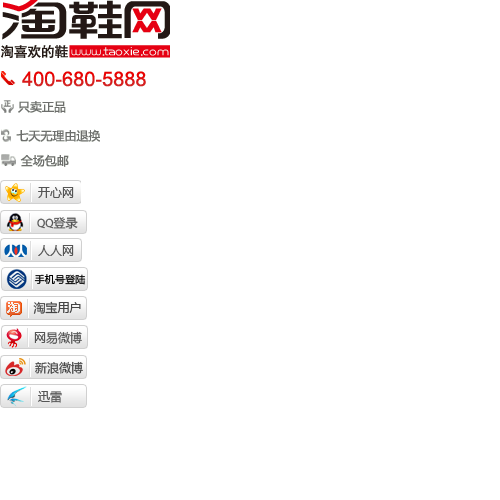 淘鞋网
淘喜欢的鞋 www.taoxie.com
400-680-5888
只卖正品
七天无理由退换
全场包邮
开心网
QQ登录
人人网
手机号登陆
淘 淘宝用户
网易微博
新浪微博
迅雷